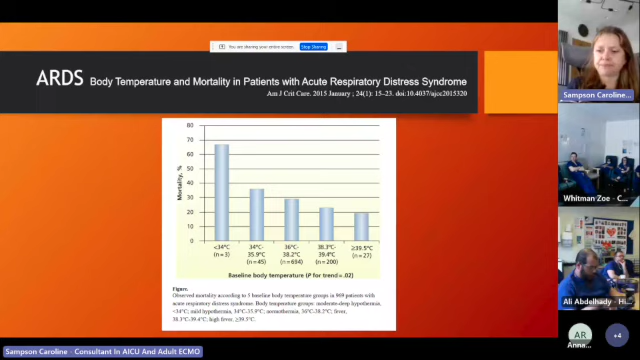 You are sharing your entire screen
Stop Sharing
ARDS Body Temperature and Mortality in Patients with Acute Respiratory Distress Syndrome
Am J Crit Care. 2015 January ; 24(1): 15–23. doi:10.4037/ajcc2015320
80
70
60
50
40
30
20
10
0
Mortality, %
<34°C
(n = 3)
34°C-
35.9°C
(n = 45)
36°C-
38.2°C
(n = 634)
38.3°C-
39.4°C
(n = 200)
≥39.5°C
(n = 27)
Baseline body temperature (P for trend = .02)
Figure.
Observed mortality according to 5 baseline body temperature groups in 909 patients with
acute respiratory distress syndrome. Body temperature groups: moderate-deep hypothermia,
<34°C; mild hypothermia, 34°C-35.9°C; normothermia, 36°C-38.2°C; fever,
38.3°C-39.4°C; high fever, ≥39.5°C.
Sampson Caroline...
Whitman Zoe - C...
Ali Abdelhady - Hi...
AR
Anna...
+4
Sampson Caroline - Consultant In AICU And Adult ECMO